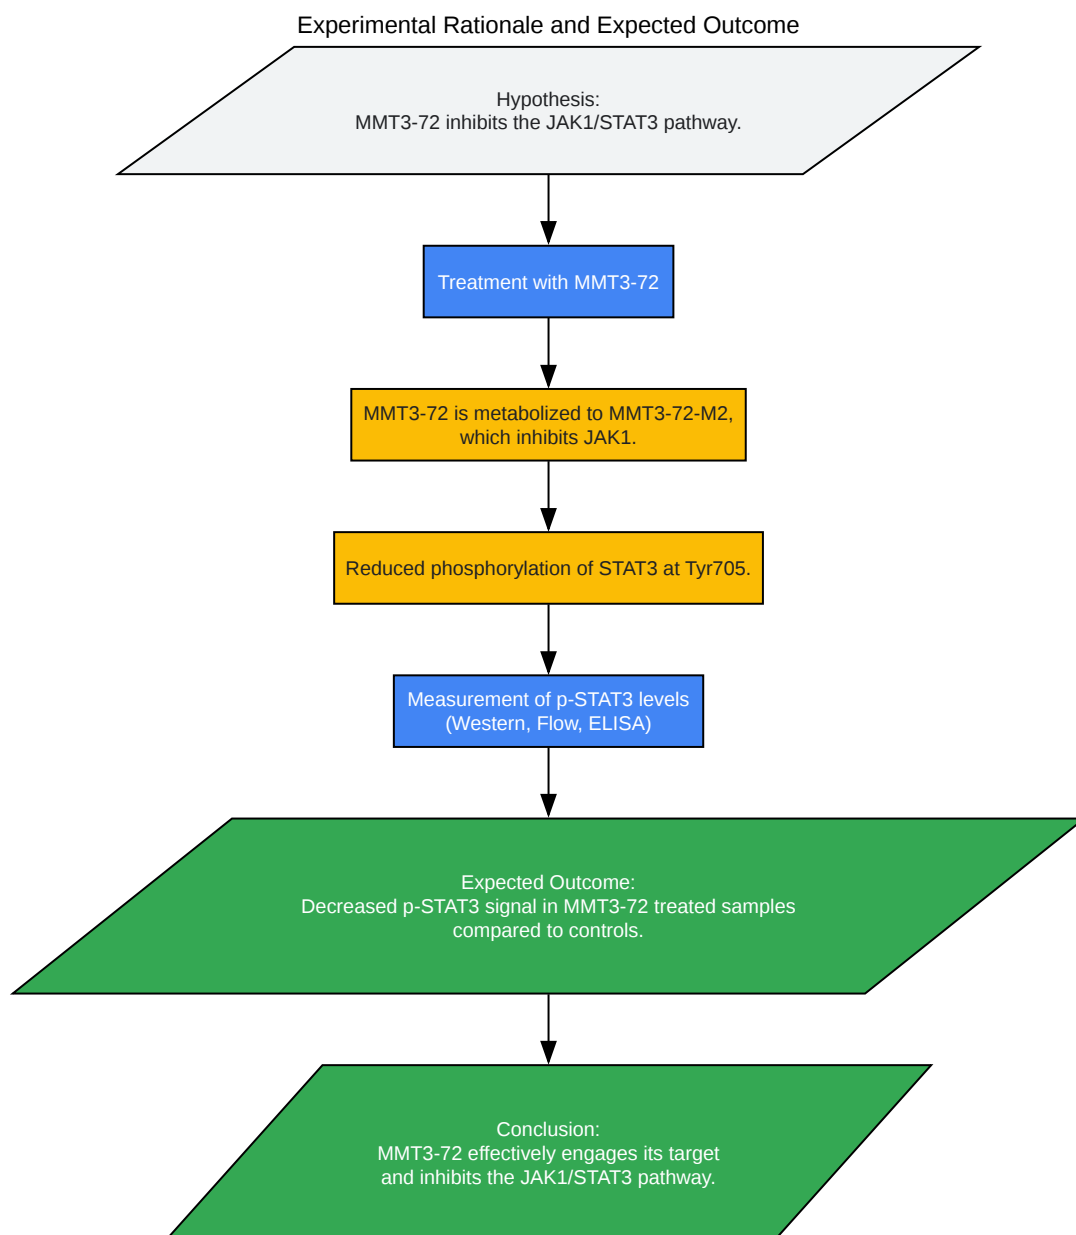 Experimental Rationale and Expected Outcome
Hypothesis:
MMT3-72 inhibits the JAK1/STAT3 pathway.
Treatment with MMT3-72
MMT3-72 is metabolized to MMT3-72-M2,
which inhibits JAK1.
Reduced phosphorylation of STAT3 at Tyr705.
Measurement of p-STAT3 levels
(Western, Flow, ELISA)
Expected Outcome:
Decreased p-STAT3 signal in MMT3-72 treated samples
compared to controls.
Conclusion:
MMT3-72 effectively engages its target
and inhibits the JAK1/STAT3 pathway.